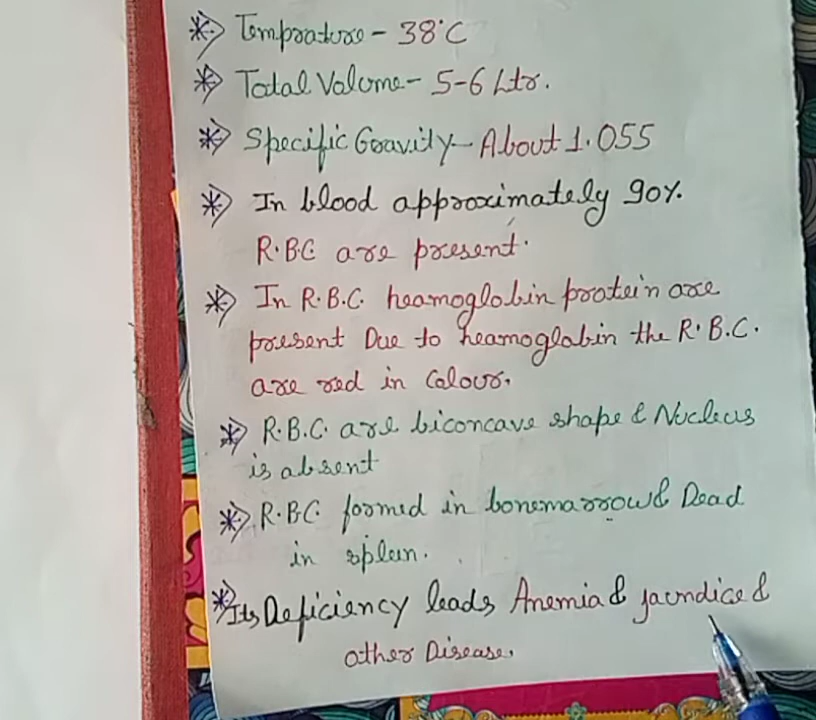 Temprature - 38°C
Total Volume - 5-6 Ltr.
Specific Gravity - About 1.055
In blood approximately 90%.
R.B.C are present.
In R.B.C. heamoglobin protein are
present Due to heamoglobin the R.B.C.
are red in Colour.
R.B.C. are biconcave shape & Nucleus
is absent
R.B.C. formed in bonemarrow & Dead
in spleen.
Its Deficiency leads Anemia & jaundice &
other Disease.